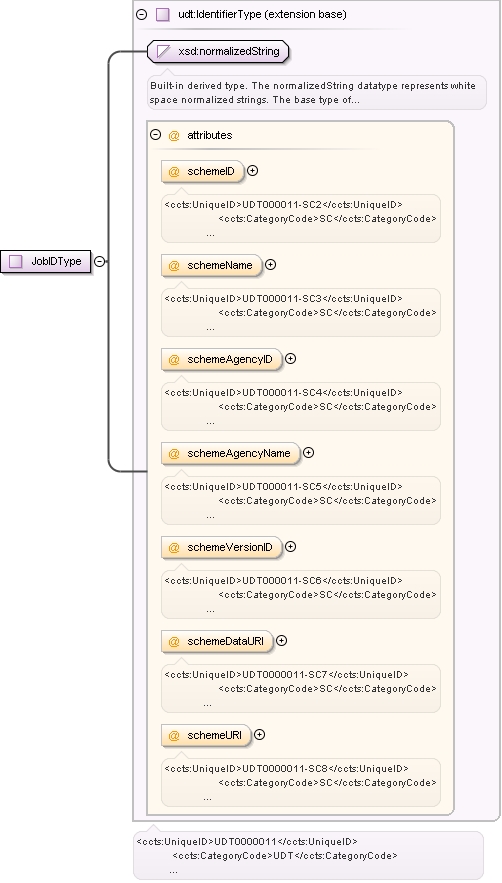 udt:IdentifierType (extension base)
xsd:normalizedString
Built-in derived type. The normalizedString datatype represents white
space normalized strings. The base type of...
attributes
@ schemeID
<ccts:UniqueID>UDT000011-SC2</ccts:UniqueID>
<ccts:CategoryCode>SC</ccts:CategoryCode>
...
JobIDType
@ schemeName
<ccts:UniqueID>UDT000011-SC3</ccts:UniqueID>
<ccts:CategoryCode>SC</ccts:CategoryCode>
...
@ schemeAgencyID
<ccts:UniqueID>UDT000011-SC4</ccts:UniqueID>
<ccts:CategoryCode>SC</ccts:CategoryCode>
...
@ schemeAgencyName
<ccts:UniqueID>UDT000011-SC5</ccts:UniqueID>
<ccts:CategoryCode>SC</ccts:CategoryCode>
...
@ schemeVersionID
<ccts:UniqueID>UDT000011-SC6</ccts:UniqueID>
<ccts:CategoryCode>SC</ccts:CategoryCode>
...
@ schemeDataURI
<ccts:UniqueID>UDT0000011-SC7</ccts:UniqueID>
<ccts:CategoryCode>SC</ccts:CategoryCode>
...
@ schemeURI
<ccts:UniqueID>UDT0000011-SC8</ccts:UniqueID>
<ccts:CategoryCode>SC</ccts:CategoryCode>
...
<ccts:UniqueID>UDT0000011</ccts:UniqueID>
<ccts:CategoryCode>UDT</ccts:CategoryCode>
...